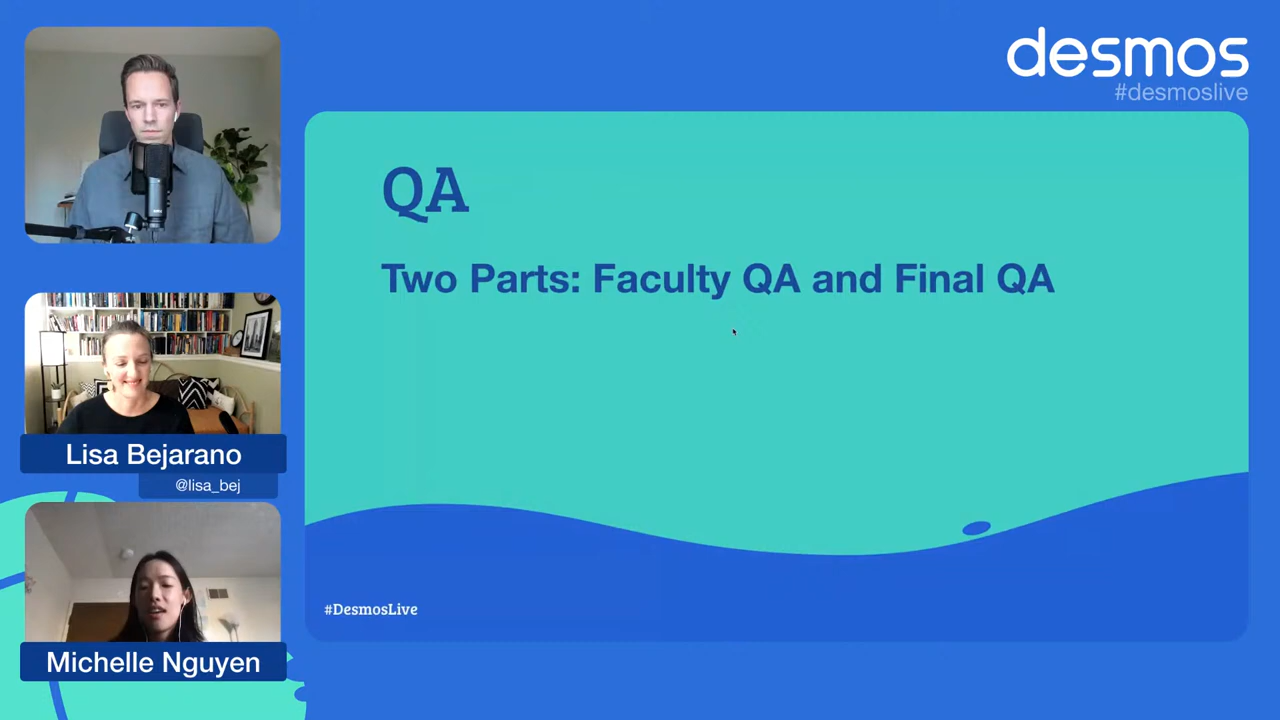 desmos
#desmoslive
QA
Two Parts: Faculty QA and Final QA
Lisa Bejarano
@lisa_bej
Michelle Nguyen
#DesmosLive